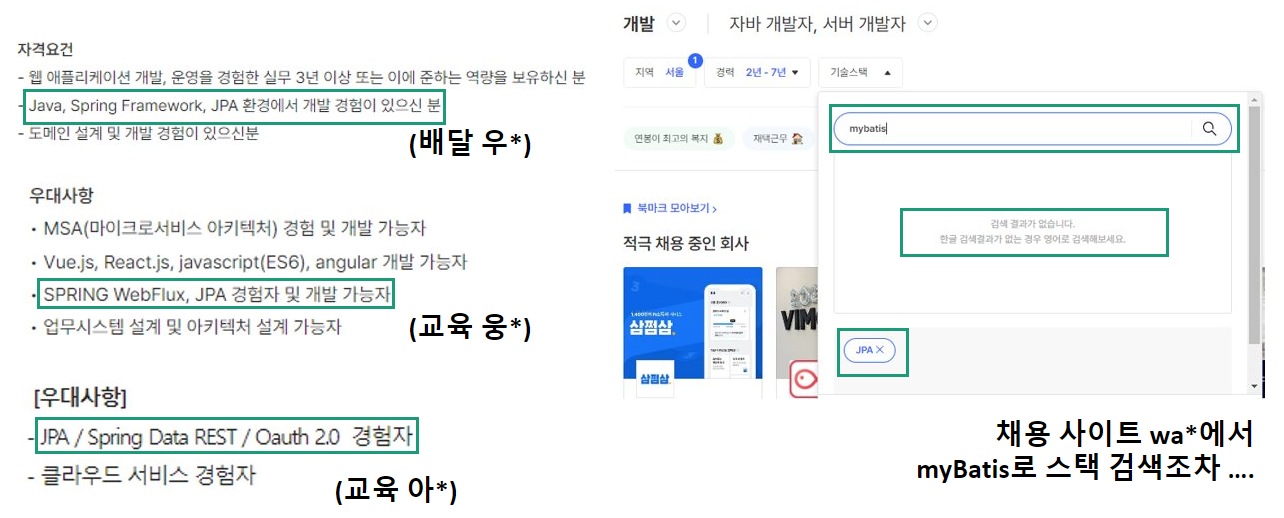 자격요건
- 웹 애플리케이션 개발, 운영을 경험한 실무 3년 이상 또는 이에 준하는 역량을 보유하신 분
- Java, Spring Framework, JPA 환경에서 개발 경험이 있으신 분
- 도메인 설계 및 개발 경험이 있으신분
(배달 우*)
우대사항
• MSA(마이크로서비스 아키텍처) 경험 및 개발 가능자
• Vue.js, React.js, javascript(ES6), angular 개발 가능자
• SPRING WebFlux, JPA 경험자 및 개발 가능자
• 업무시스템 설계 및 아키텍처 설계 가능자
(교육 웅*)
[우대사항]
- JPA / Spring Data REST / Oauth 2.0 경험자
- 클라우드 서비스 경험자
(교육 아*)
개발 자바 개발자, 서버 개발자
지역 서울 1 경력 2년 - 7년 기술스택
mybatis
연봉이 최고의 복지 💰 재택근무 🏠
검색 결과가 없습니다.
한글 검색결과가 없는 경우 영어로 검색해보세요.
북마크 모아보기 >
적극 채용 중인 회사
삼쩜삼
삼쩜삼
VIM
JPA ×
채용 사이트 wa*에서
myBatis로 스택 검색조차 ....